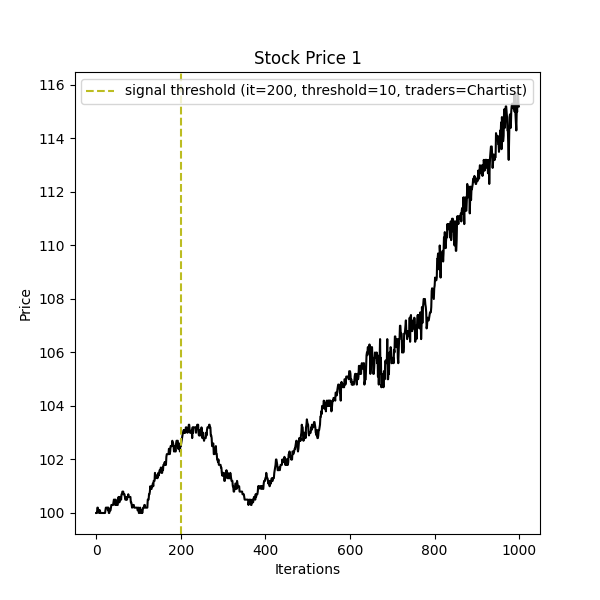 Stock Price 1
116
signal threshold (it=200, threshold=10, traders=Chartist)
114
112
110
108
106
104
102
100
Price
0 200 400 600 800 1000
Iterations